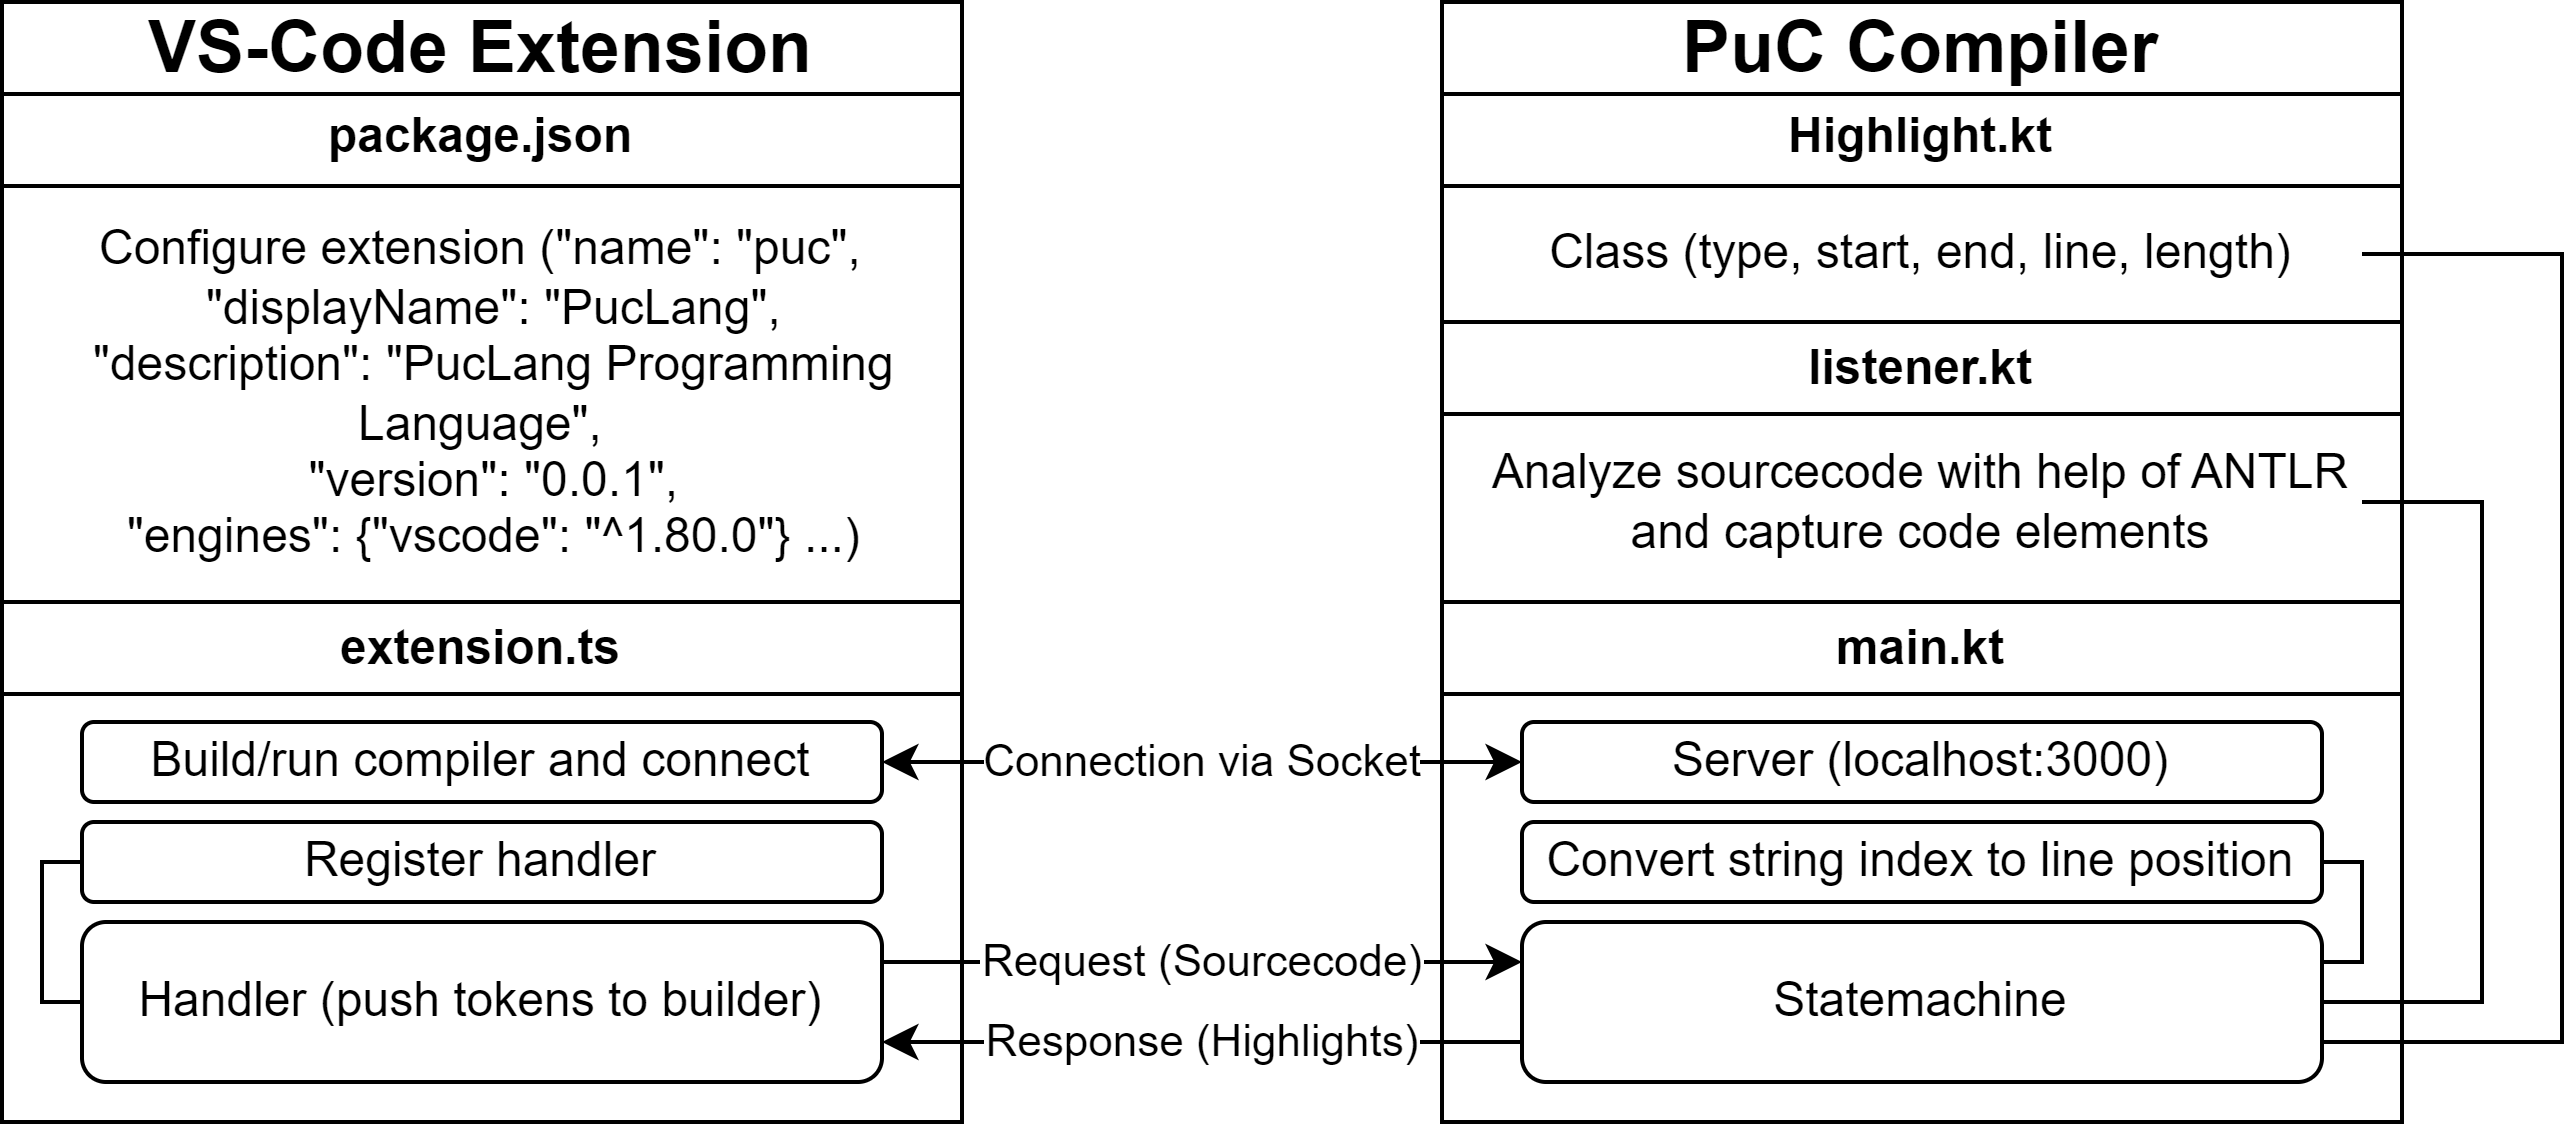 VS-Code Extension
package.json
Configure extension ("name": "puc",
"displayName": "PucLang",
"description": "PucLang Programming
Language",
"version": "0.0.1",
"engines": {"vscode": "^1.80.0"} ...)
extension.ts
Build/run compiler and connect
Register handler
Handler (push tokens to builder)
Connection via Socket
Request (Sourcecode)
Response (Highlights)
PuC Compiler
Highlight.kt
Class (type, start, end, line, length)
listener.kt
Analyze sourcecode with help of ANTLR
and capture code elements
main.kt
Server (localhost:3000)
Convert string index to line position
Statemachine